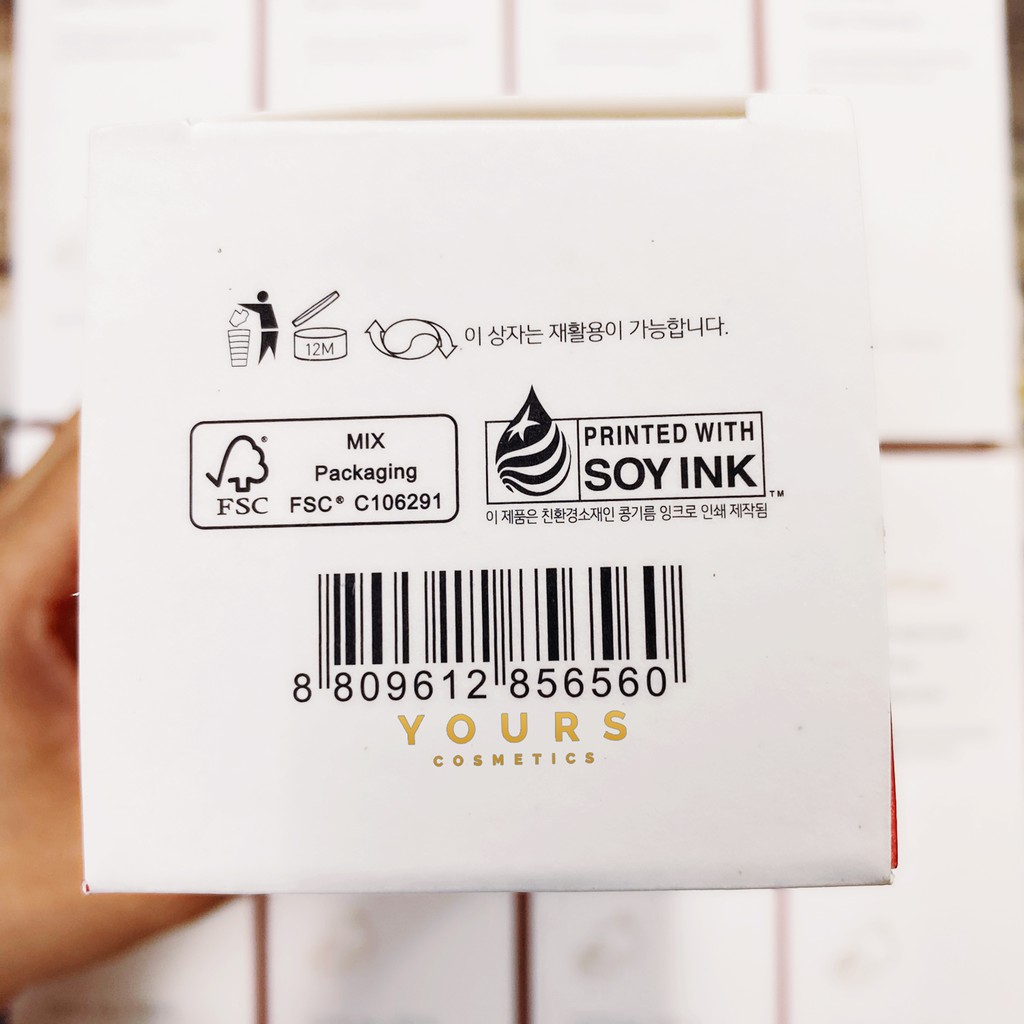 12M
이 상자는 재활용이 가능합니다.
FSC®
MIX
Packaging
FSC® C106291
PRINTED WITH
SOY INK™
이 제품은 친환경소재인 콩기름 잉크로 인쇄 제작됨
8 809612 856560
YOURS
COSMETICS